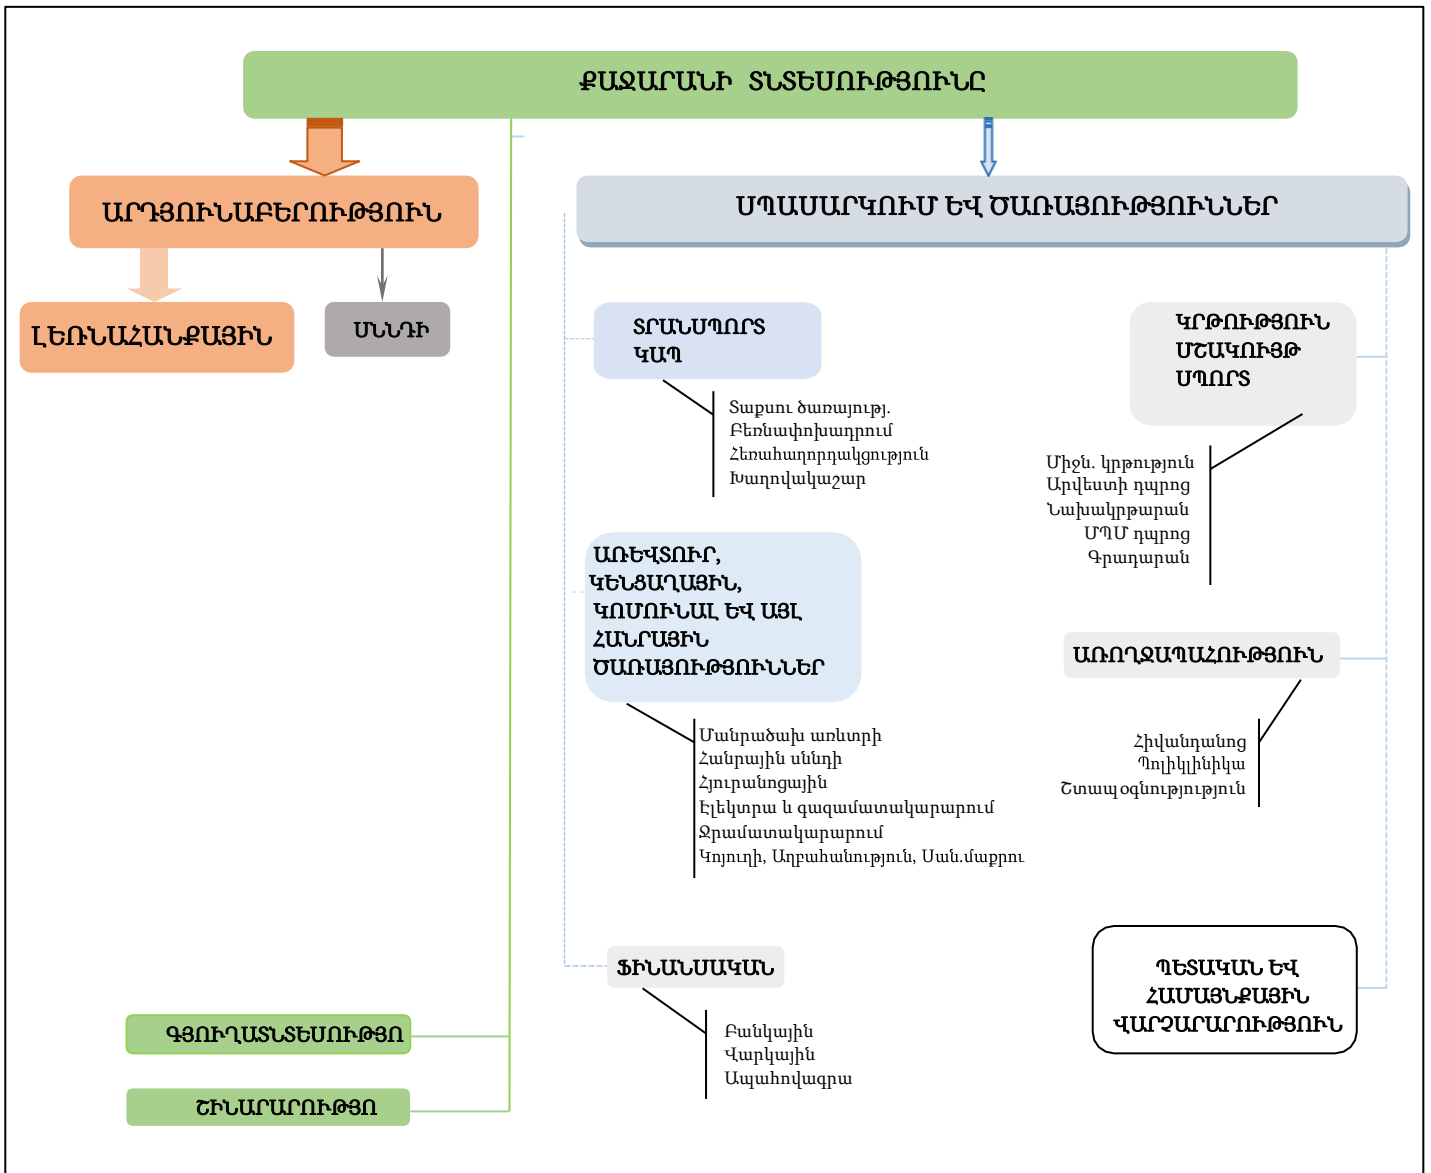 ՔԱՋԱՐԱՆԻ ՏՆՏԵՍՈՒԹՅՈՒՆԸ
ԱՐԴՅՈՒՆԱԲԵՐՈՒԹՅՈՒՆ
ՍՊԱՍԱՐԿՈՒՄ ԵՎ ԾԱՌԱՅՈՒԹՅՈՒՆՆԵՐ
ԼԵՌՆԱՀԱՆՔԱՅԻՆ
ՍՆՆԴԻ
ՏՐԱՆՍՊՈՐՏ
ԿԱՊ
Տաքսու ծառայությ.
Բեռնափոխադրում
Հեռահաղորդակցություն
Խաղովակաշար
ԿՐԹՈՒԹՅՈՒՆ
ՄՇԱԿՈՒՅԹ
ՍՊՈՐՏ
Միջն. կրթություն
Արվեստի դպրոց
Նախակրթարան
ՄՊՄ դպրոց
Գրադարան
ԱՌԵՎՏՈՒՐ,
ԿԵՆՑԱՂԱՅԻՆ,
ԿՈՄՈՒՆԱԼ ԵՎ ԱՅԼ
ՀԱՆՐԱՅԻՆ
ԾԱՌԱՅՈՒԹՅՈՒՆՆԵՐ
Մանրածախ առևտրի
Հանրային սննդի
Հյուրանոցային
Էլեկտրա և գազամատակարարում
Ջրամատակարարում
Կոյուղի, Աղբահանություն, Սան.մաքրու
ԱՌՈՂՋԱՊԱՀՈՒԹՅՈՒՆ
Հիվանդանոց
Պոլիկլինիկա
Շտապօգնություն
ՖԻՆԱՆՍԱԿԱՆ
Բանկային
Վարկային
Ապահովագրա
ՊԵՏԱԿԱՆ ԵՎ
ՀԱՄԱՅՆՔԱՅԻՆ
ՎԱՐՉԱՐԱՐՈՒԹՅՈՒՆ
ԳՅՈՒՂԱՏՆՏԵՍՈՒԹՅՈ
ՇԻՆԱՐԱՐՈՒԹՅՈ